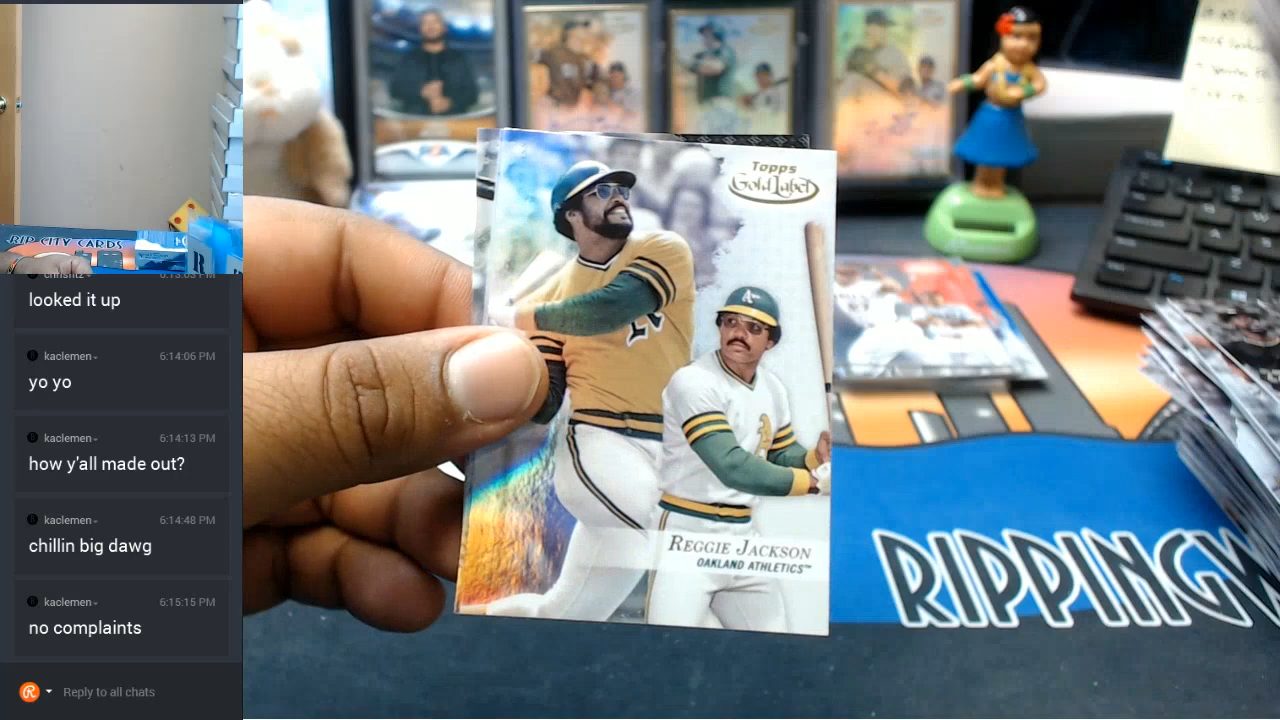 RIP CITY CARDS
looked it up
kaclemen
6:14:06 PM
yo yo
kaclemen
6:14:13 PM
how y'all made out?
kaclemen
6:14:48 PM
chillin big dawg
kaclemen
6:15:15 PM
no complaints
Reply to all chats
Topps
Gold Label
REGGIE JACKSON
OAKLAND ATHLETICS™
RIPPINGW